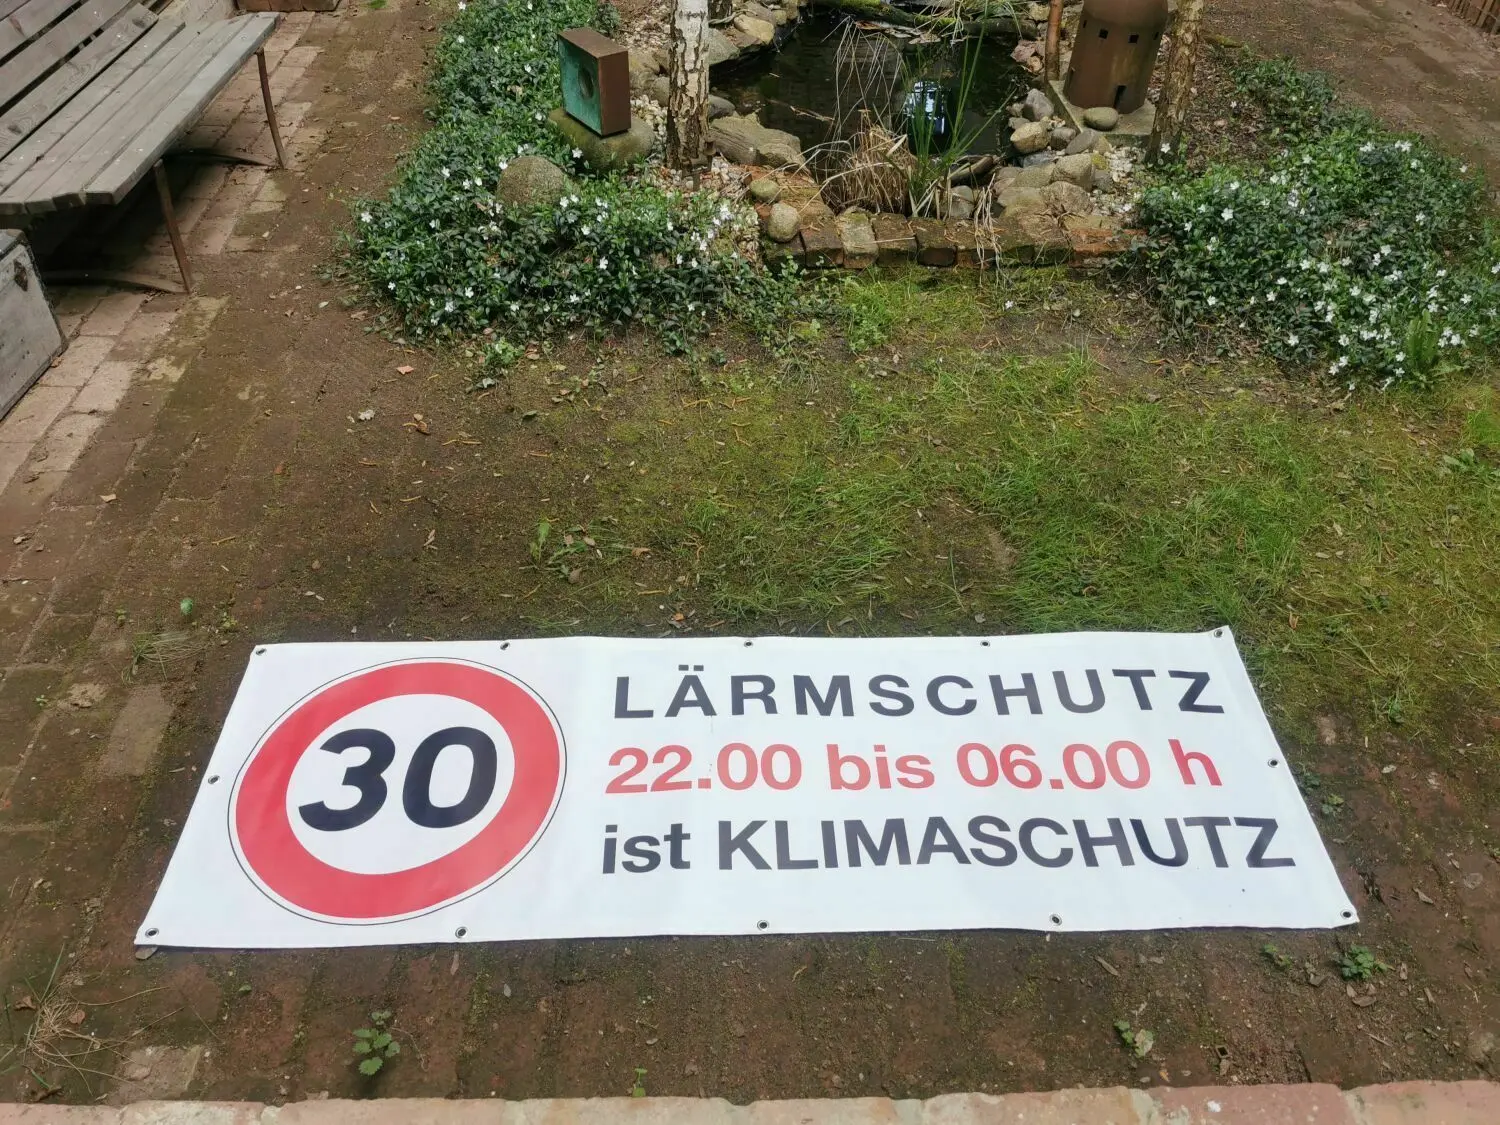 30
LÄRMSCHUTZ
22.00 bis 06.00 h
ist KLIMASCHUTZ